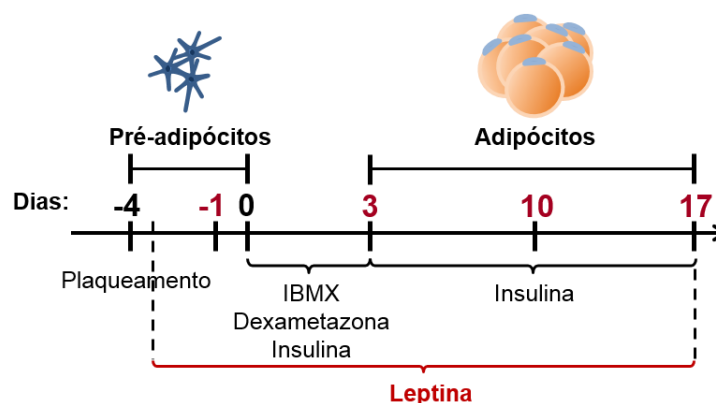 Pré-adipócitos
Adipócitos
Dias:
-4
-1
0
3
10
17
Plaqueamento
IBMX
Dexametazona
Insulina
Insulina
Leptina